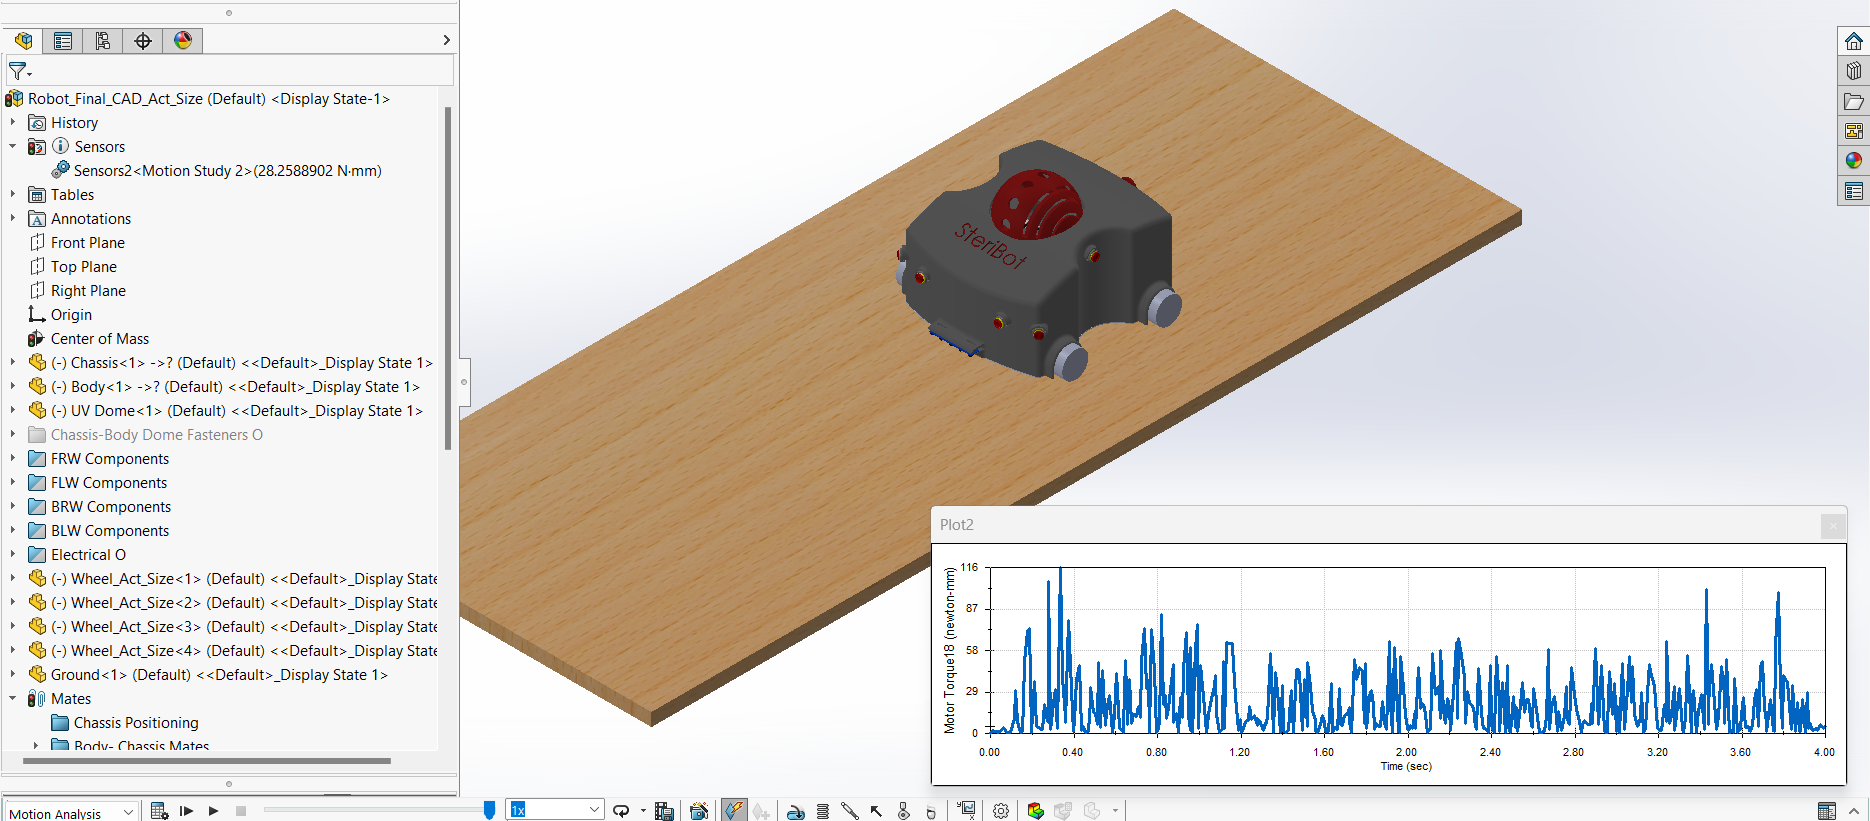 Robot_Final_CAD_Act_Size (Default) <Display State-1>
History
Sensors
Sensors2<Motion Study 2>(28.2588902 N·mm)
Tables
Annotations
Front Plane
Top Plane
Right Plane
Origin
Center of Mass
(-) Chassis<1> ->? (Default) <<Default>_Display State 1>
(-) Body<1> ->? (Default) <<Default>_Display State 1>
(-) UV Dome<1> (Default) <<Default>_Display State 1>
Chassis-Body Dome Fasteners O
FRW Components
FLW Components
BRW Components
BLW Components
Electrical O
(-) Wheel_Act_Size<1> (Default) <<Default>_Display State
(-) Wheel_Act_Size<2> (Default) <<Default>_Display State
(-) Wheel_Act_Size<3> (Default) <<Default>_Display State
(-) Wheel_Act_Size<4> (Default) <<Default>_Display State
Ground<1> (Default) <<Default>_Display State 1>
Mates
Chassis Positioning
Body- Chassis Mates
Motion Analysis
1x
SteriBot
Plot2
Motor Torque18 (newton-mm)
116
87
58
29
0
0.00 0.40 0.80 1.20 1.60 2.00 2.40 2.80 3.20 3.60 4.00
Time (sec)